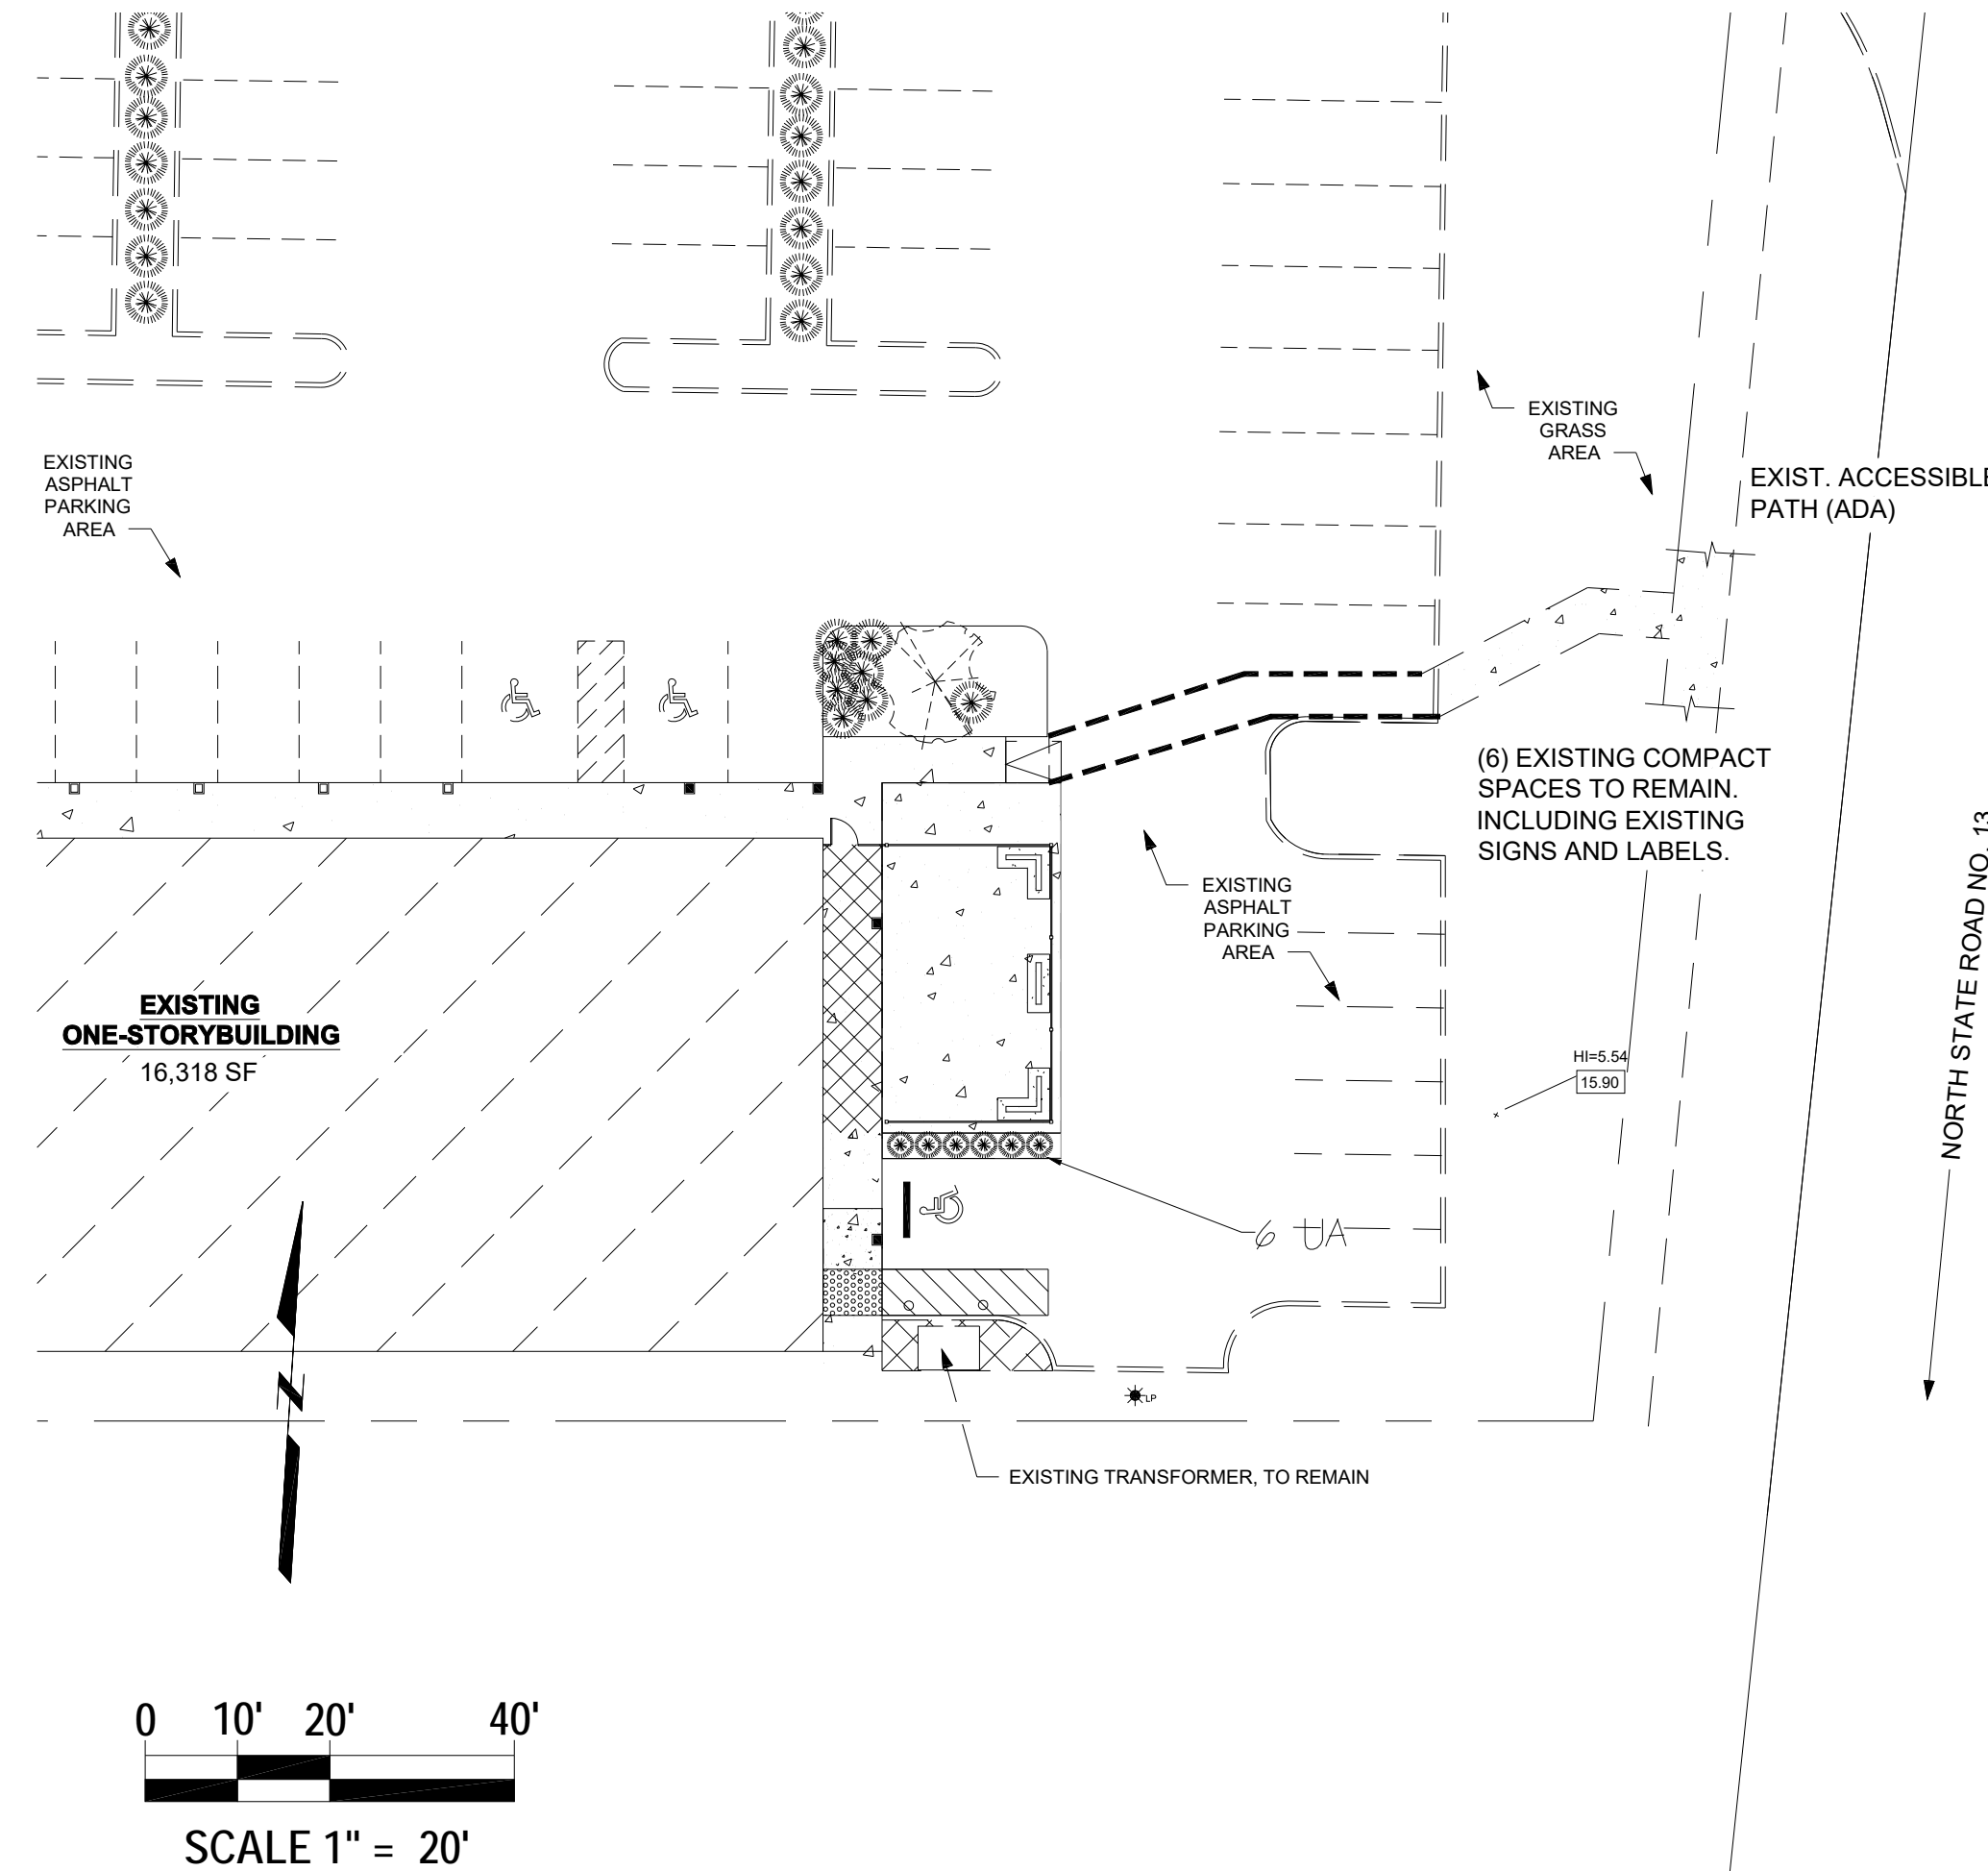 EXISTING
GRASS
AREA
EXISTING
ASPHALT
PARKING
AREA
EXIST. ACCESSIBLE
PATH (ADA)
(6) EXISTING COMPACT
SPACES TO REMAIN.
INCLUDING EXISTING
SIGNS AND LABELS.
EXISTING
ASPHALT
PARKING
AREA
NORTH STATE ROAD NO. 13
EXISTING
ONE-STORYBUILDING
16,318 SF
HI=5.54
15.90
6 UA
LP
EXISTING TRANSFORMER, TO REMAIN
N
0 10' 20' 40'
SCALE 1" = 20'